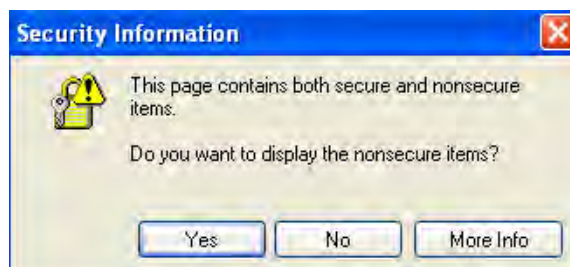 Security Information
This page contains both secure and nonsecure
items.
Do you want to display the nonsecure items?
Yes
No
More Info